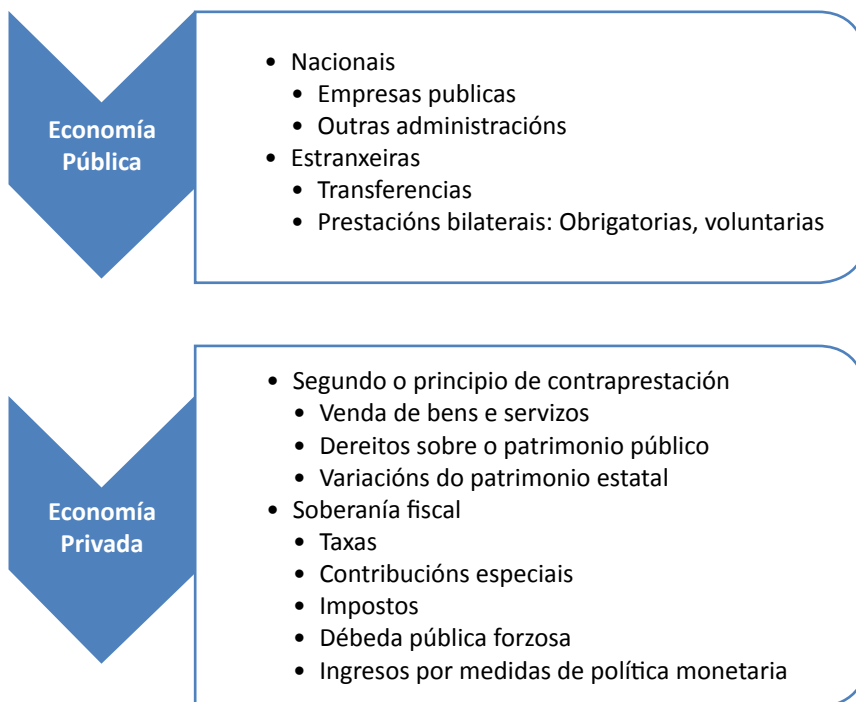 Economía
Pública
• Nacionais
• Empresas publicas
• Outras administracións
• Estranxeiras
• Transferencias
• Prestacións bilaterais: Obrigatorias, voluntarias
Economía
Privada
• Segundo o principio de contraprestación
• Venda de bens e servizos
• Dereitos sobre o patrimonio público
• Variacións do patrimonio estatal
• Soberanía fiscal
• Taxas
• Contribucións especiais
• Impostos
• Débeda pública forzosa
• Ingresos por medidas de política monetaria